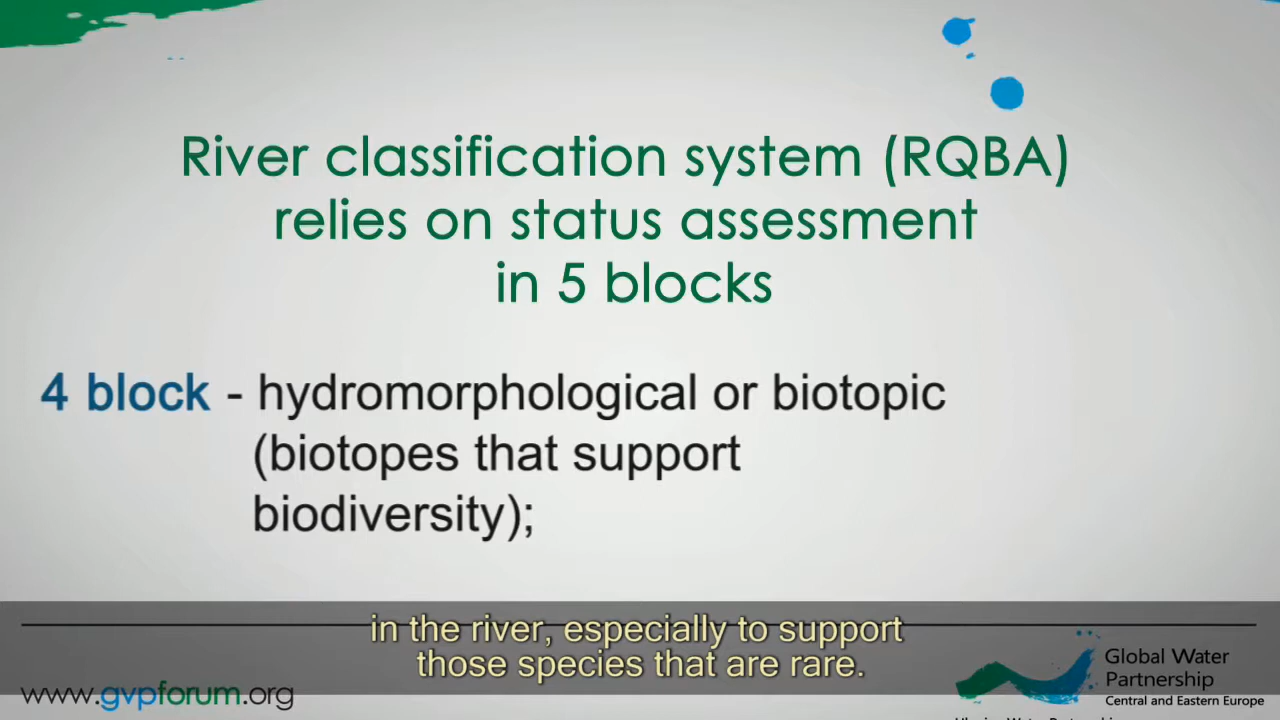 River classification system (RQBA)
relies on status assessment
in 5 blocks
4 block - hydromorphological or biotopic
(biotopes that support
biodiversity);
in the river, especially to support
those species that are rare.
www.gvpforum.org
Global Water
Partnership
Central and Eastern Europe